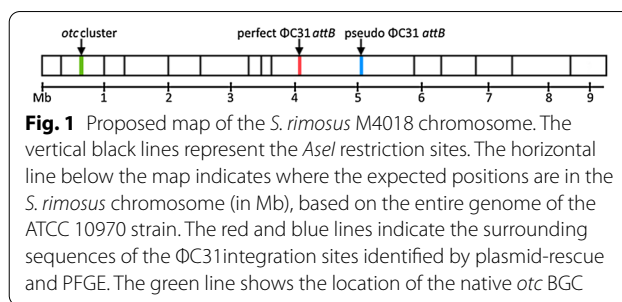 otc cluster perfect ΦC31 attB pseudo ΦC31 attB
Mb 1 2 3 4 5 6 7 8 9
Fig. 1 Proposed map of the S. rimosus M4018 chromosome. The
vertical black lines represent the AseI restriction sites. The horizontal
line below the map indicates where the expected positions are in the
S. rimosus chromosome (in Mb), based on the entire genome of the
ATCC 10970 strain. The red and blue lines indicate the surrounding
sequences of the ΦC31integration sites identified by plasmid-rescue
and PFGE. The green line shows the location of the native otc BGC